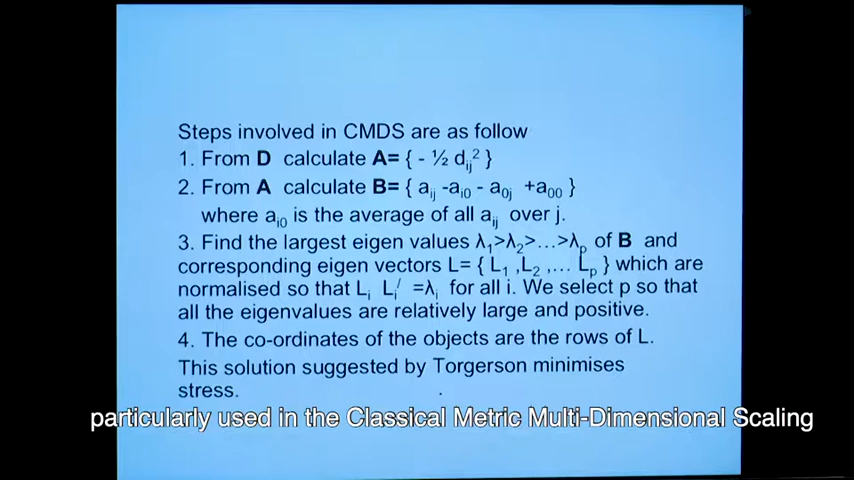 Steps involved in CMDS are as follow
1. From D calculate A= { - ½ dᵢⱼ² }
2. From A calculate B= { aᵢⱼ -aᵢ₀ - a₀ⱼ +a₀₀ }
where aᵢ₀ is the average of all aᵢⱼ over j.
3. Find the largest eigen values λ₁>λ₂>…>λₚ of B and
corresponding eigen vectors L= { L₁ ,L₂ ,… Lₚ } which are
normalised so that Lᵢ Lᵢ′ =λᵢ for all i. We select p so that
all the eigenvalues are relatively large and positive.
4. The co-ordinates of the objects are the rows of L.
This solution suggested by Torgerson minimises
stress.
particularly used in the Classical Metric Multi-Dimensional Scaling